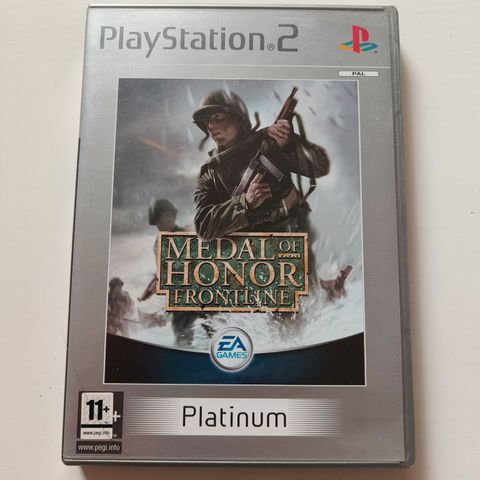 PlayStation®2
PAL
MEDAL OF
HONOR
FRONTLINE
EA
GAMES
Platinum
11+
+
www.pegi.info
www.pegi.info